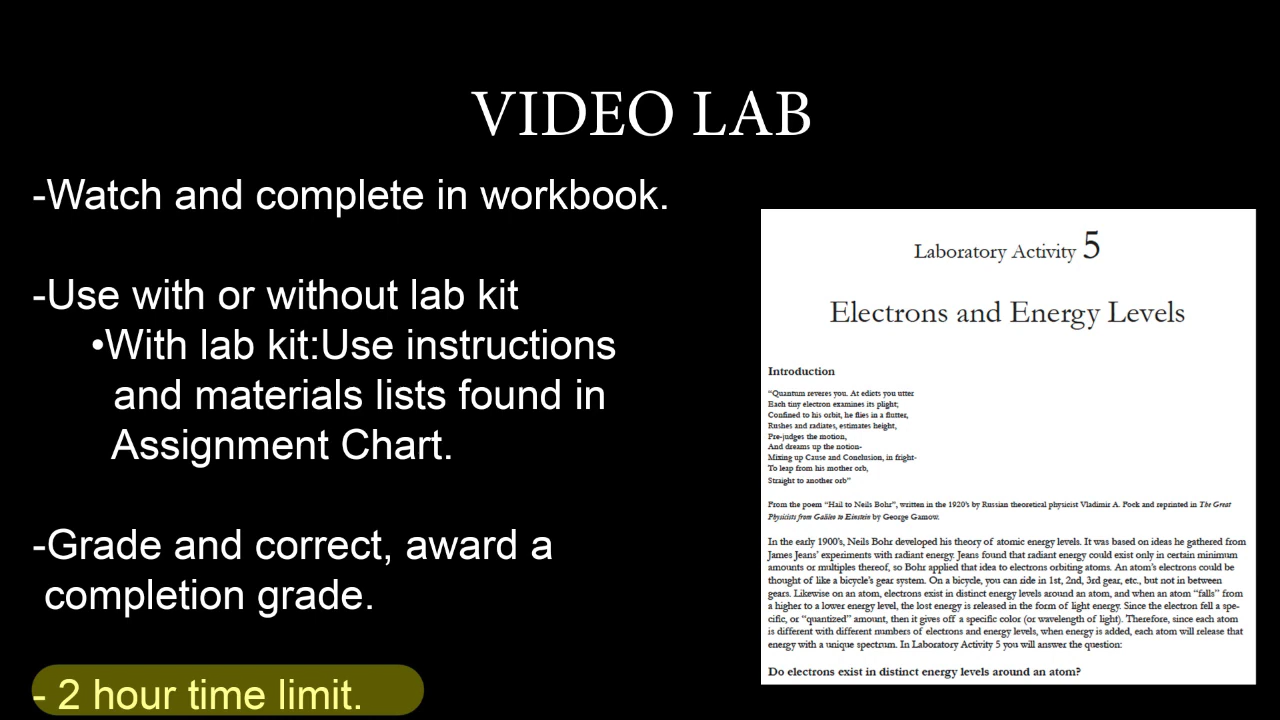 VIDEO LAB
-Watch and complete in workbook.
-Use with or without lab kit
•With lab kit:Use instructions
and materials lists found in
Assignment Chart.
-Grade and correct, award a
completion grade.
- 2 hour time limit.
Laboratory Activity 5
Electrons and Energy Levels
Introduction
"Quantum reveres you. At edicts you utter
Each tiny electron examines its plight;
Confined to his orbit, he flies in a flutter,
Rushes and radiates, estimates height,
Pre-judges the motion,
And dreams up the notion-
Mixing up Cause and Conclusion, in fright-
To leap from his mother orb,
Straight to another orb"
From the poem "Hail to Neils Bohr", written in the 1920's by Russian theoretical physicist Vladimir A. Fock and reprinted in The Great
Physicists from Galileo to Einstein by George Gamow.
In the early 1900's, Neils Bohr developed his theory of atomic energy levels. It was based on ideas he gathered from
James Jeans' experiments with radiant energy. Jeans found that radiant energy could exist only in certain minimum
amounts or multiples thereof, so Bohr applied that idea to electrons orbiting atoms. An atom's electrons could be
thought of like a bicycle's gear system. On a bicycle, you can ride in 1st, 2nd, 3rd gear, etc., but not in between
gears. Likewise on an atom, electrons exist in distinct energy levels around an atom, and when an atom "falls" from
a higher to a lower energy level, the lost energy is released in the form of light energy. Since the electron fell a spe-
cific, or "quantized" amount, then it gives off a specific color (or wavelength of light). Therefore, since each atom
is different with different numbers of electrons and energy levels, when energy is added, each atom will release that
energy with a unique spectrum. In Laboratory Activity 5 you will answer the question:
Do electrons exist in distinct energy levels around an atom?